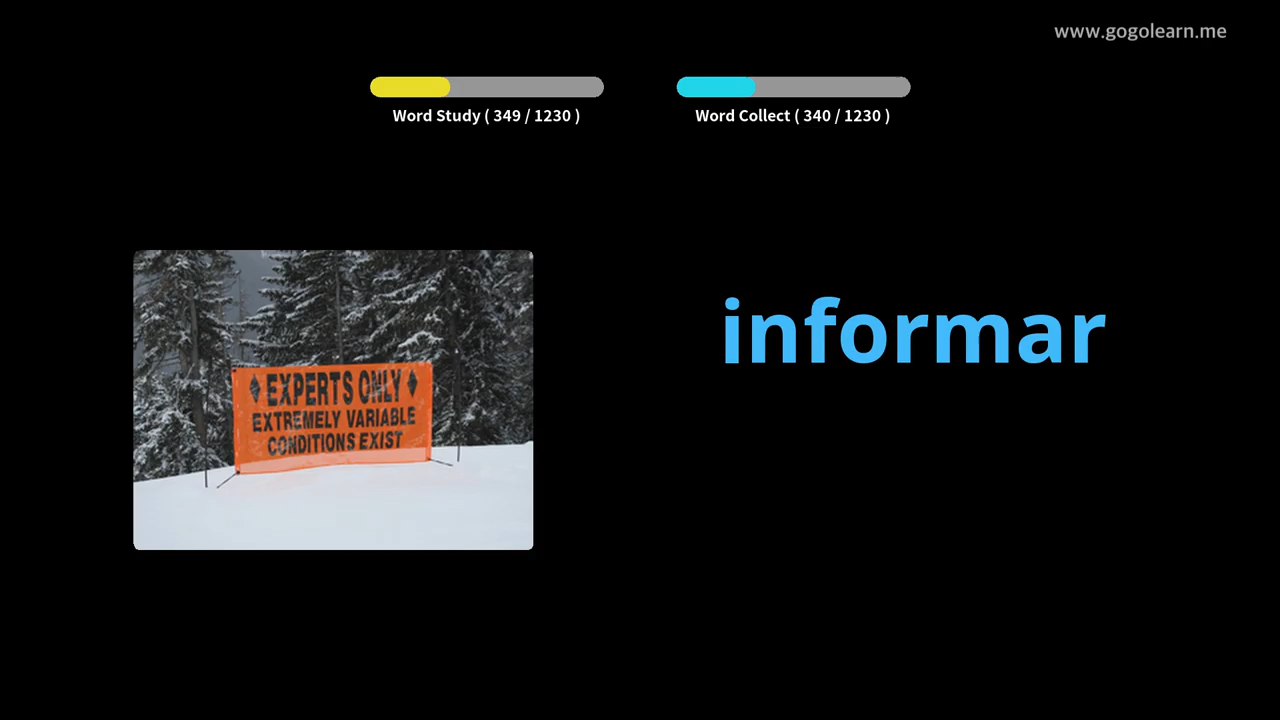 www.gogolearn.me
Word Study ( 349 / 1230 )
Word Collect ( 340 / 1230 )
EXPERTS ONLY
EXTREMELY VARIABLE
CONDITIONS EXIST
informar